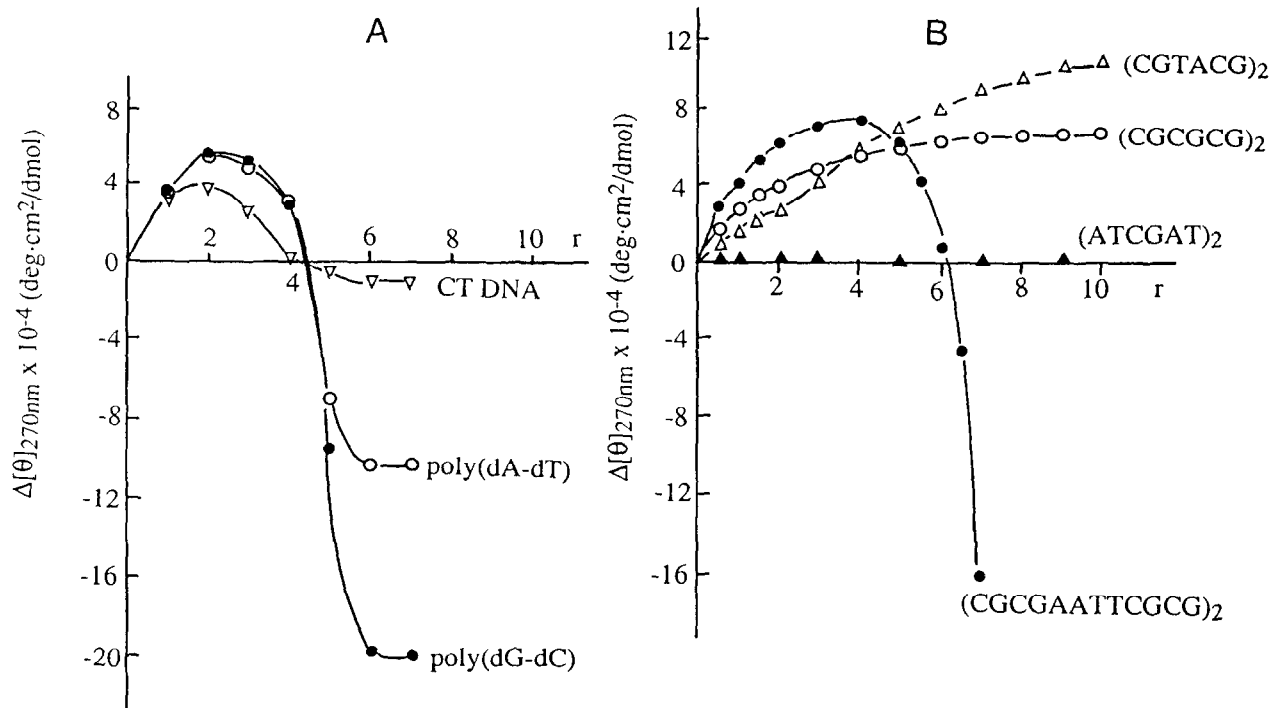 A
Δ[θ]270nm x 10-4 (deg·cm2/dmol)
8
4
0
-4
-8
-12
-16
-20
2
4
6
8
10
r
CT DNA
poly(dA-dT)
poly(dG-dC)
B
Δ[θ]270nm x 10-4 (deg·cm2/dmol)
12
8
4
0
-4
-8
-12
-16
2
4
6
8
10
r
(CGTACG)2
(CGCGCG)2
(ATCGAT)2
(CGCGAATTCGCG)2